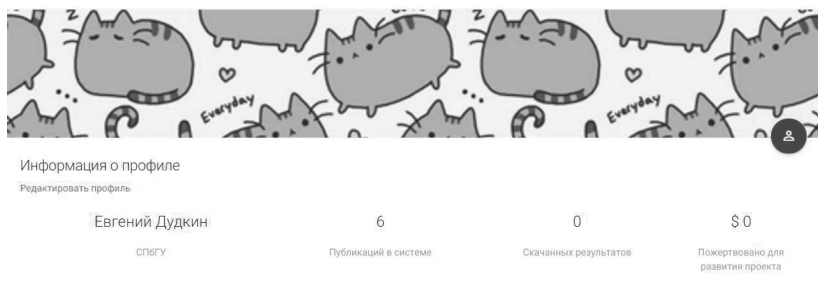 Everyday
Everyday
Информация о профиле
Редактировать профиль
Евгений Дудкин
6
0
$ 0
СПбГУ
Публикаций в системе
Скачанных результатов
Пожертвовано для
развития проекта